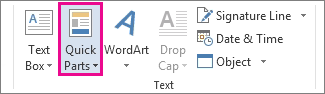 Text Box
Quick Parts
WordArt
Drop Cap
Signature Line
Date & Time
Object
Text